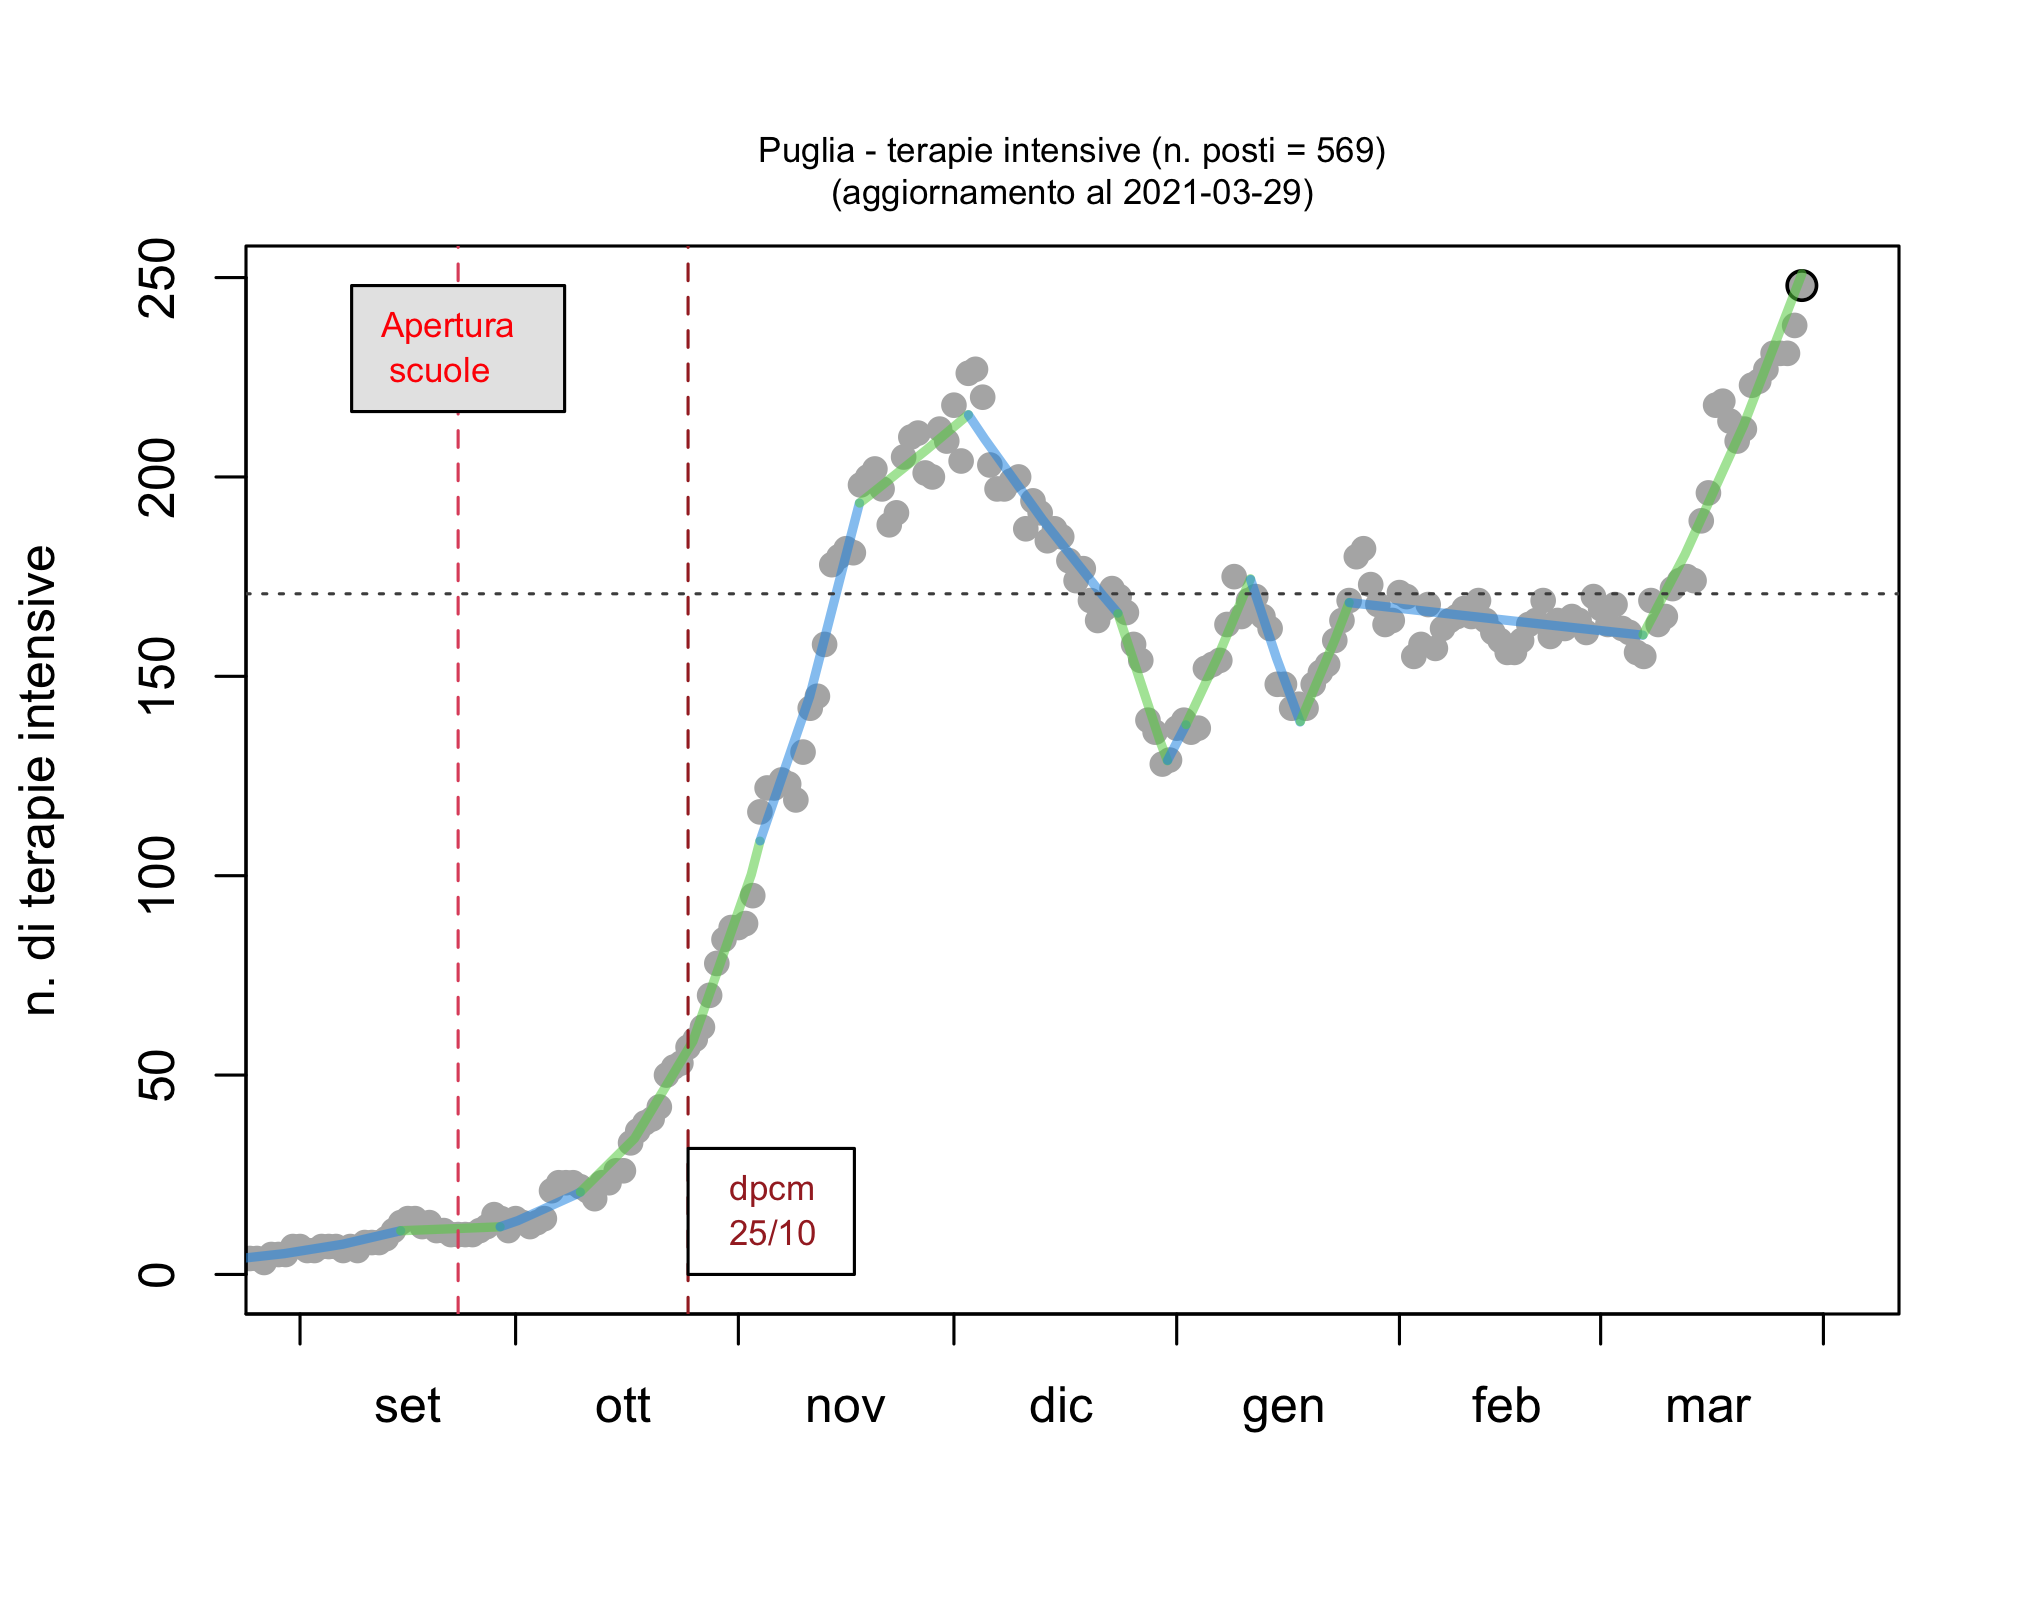 Puglia - terapie intensive (n. posti = 569)
(aggiornamento al 2021-03-29)
n. di terapie intensive
250
200
150
100
50
0
Apertura
scuole
dpcm
25/10
set ott nov dic gen feb mar